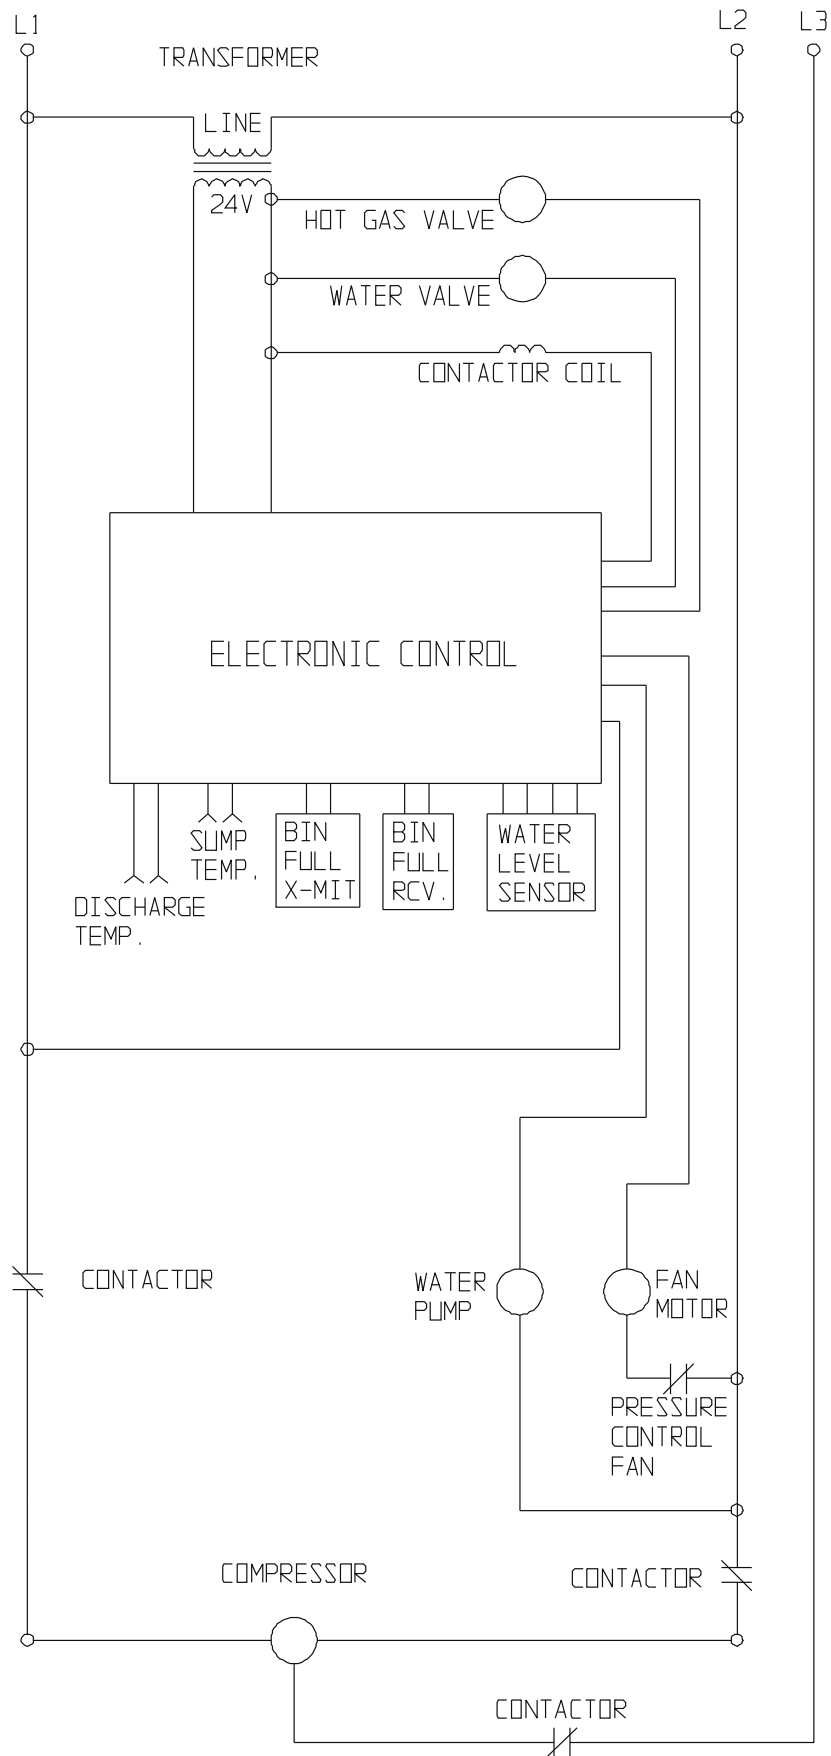 L1
L2
L3
TRANSFORMER
LINE
24V
HOT GAS VALVE
WATER VALVE
CONTACTOR COIL
ELECTRONIC CONTROL
DISCHARGE
TEMP.
SUMP
TEMP.
BIN
FULL
X-MIT
BIN
FULL
RCV.
WATER
LEVEL
SENSOR
CONTACTOR
WATER
PUMP
FAN
MOTOR
PRESSURE
CONTROL
FAN
COMPRESSOR
CONTACTOR
CONTACTOR